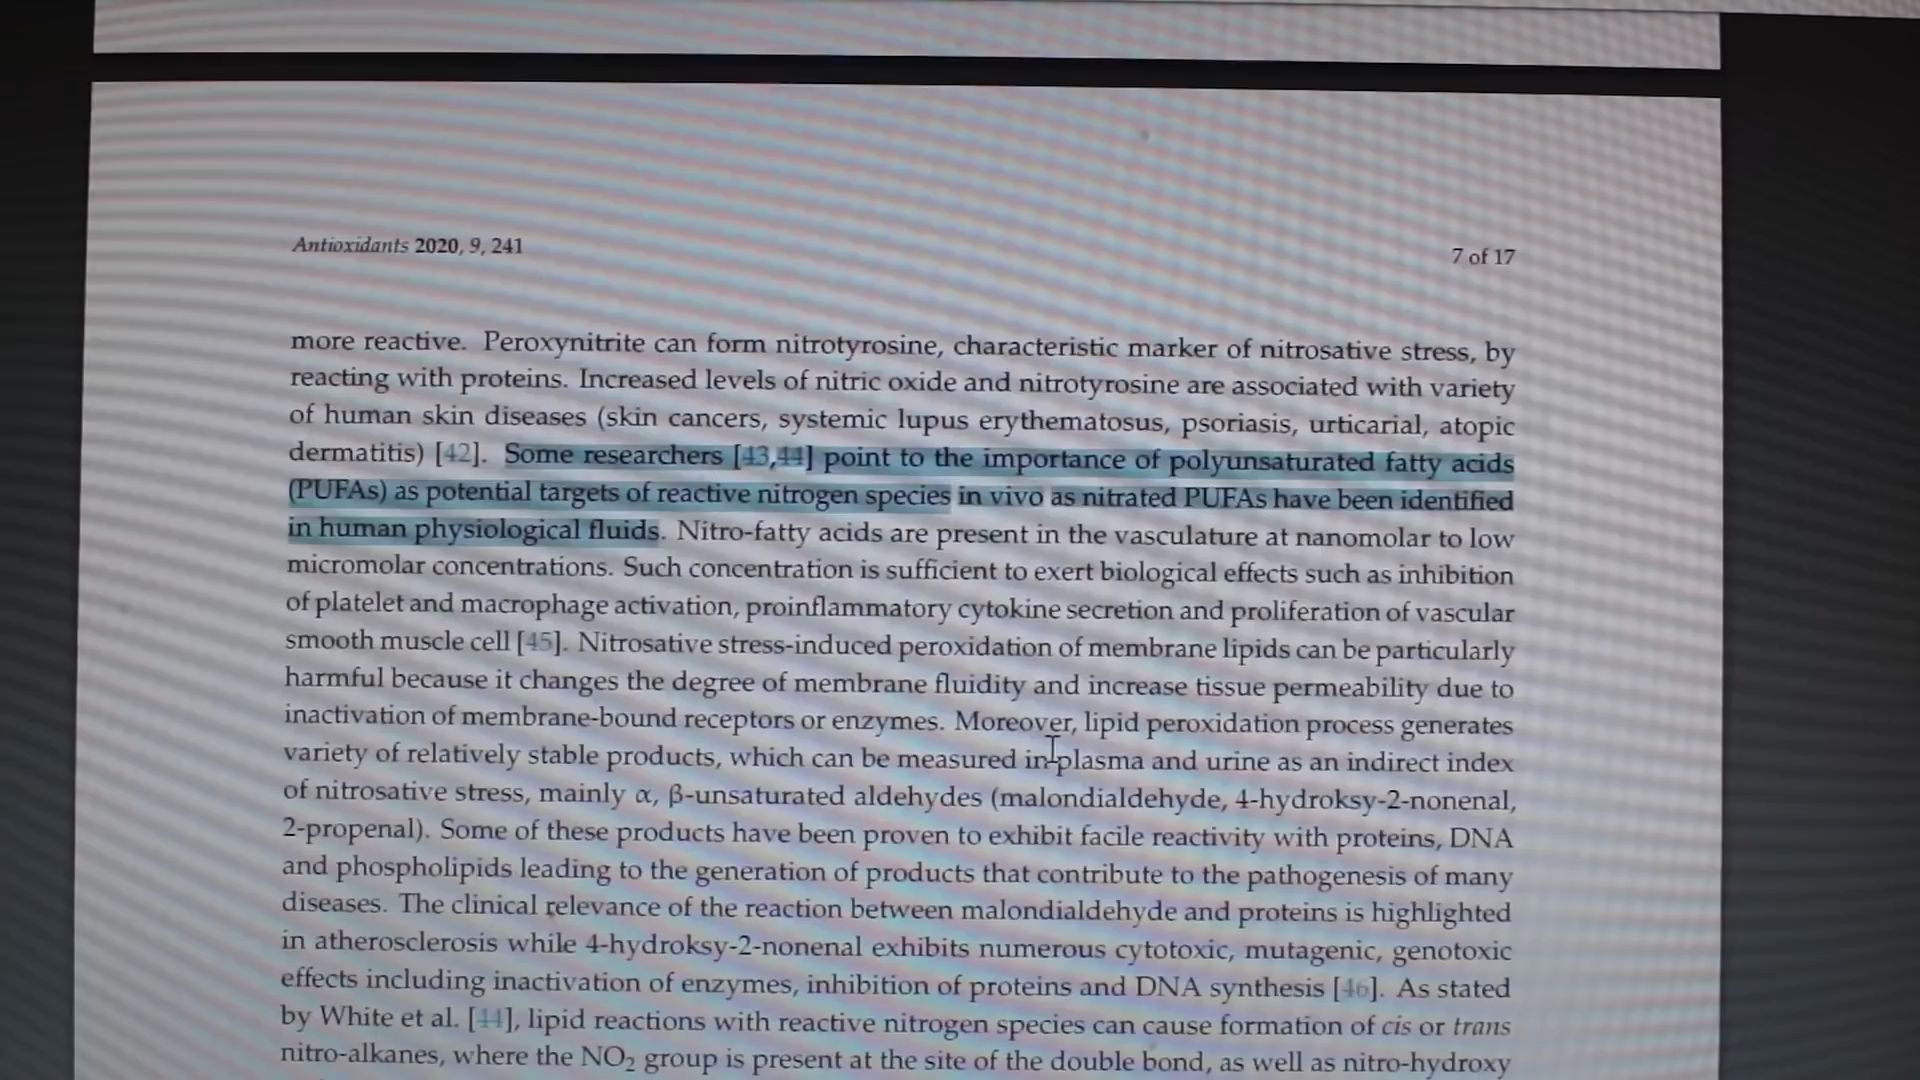 Antioxidants 2020, 9, 241
7 of 17
more reactive. Peroxynitrite can form nitrotyrosine, characteristic marker of nitrosative stress, by
reacting with proteins. Increased levels of nitric oxide and nitrotyrosine are associated with variety
of human skin diseases (skin cancers, systemic lupus erythematosus, psoriasis, urticarial, atopic
dermatitis) [42]. Some researchers [43,44] point to the importance of polyunsaturated fatty acids
(PUFAs) as potential targets of reactive nitrogen species in vivo as nitrated PUFAs have been identified
in human physiological fluids. Nitro-fatty acids are present in the vasculature at nanomolar to low
micromolar concentrations. Such concentration is sufficient to exert biological effects such as inhibition
of platelet and macrophage activation, proinflammatory cytokine secretion and proliferation of vascular
smooth muscle cell [45]. Nitrosative stress-induced peroxidation of membrane lipids can be particularly
harmful because it changes the degree of membrane fluidity and increase tissue permeability due to
inactivation of membrane-bound receptors or enzymes. Moreover, lipid peroxidation process generates
variety of relatively stable products, which can be measured in plasma and urine as an indirect index
of nitrosative stress, mainly α, β-unsaturated aldehydes (malondialdehyde, 4-hydroksy-2-nonenal,
2-propenal). Some of these products have been proven to exhibit facile reactivity with proteins, DNA
and phospholipids leading to the generation of products that contribute to the pathogenesis of many
diseases. The clinical relevance of the reaction between malondialdehyde and proteins is highlighted
in atherosclerosis while 4-hydroksy-2-nonenal exhibits numerous cytotoxic, mutagenic, genotoxic
effects including inactivation of enzymes, inhibition of proteins and DNA synthesis [46]. As stated
by White et al. [44], lipid reactions with reactive nitrogen species can cause formation of cis or trans
nitro-alkanes, where the NO₂ group is present at the site of the double bond, as well as nitro-hydroxy